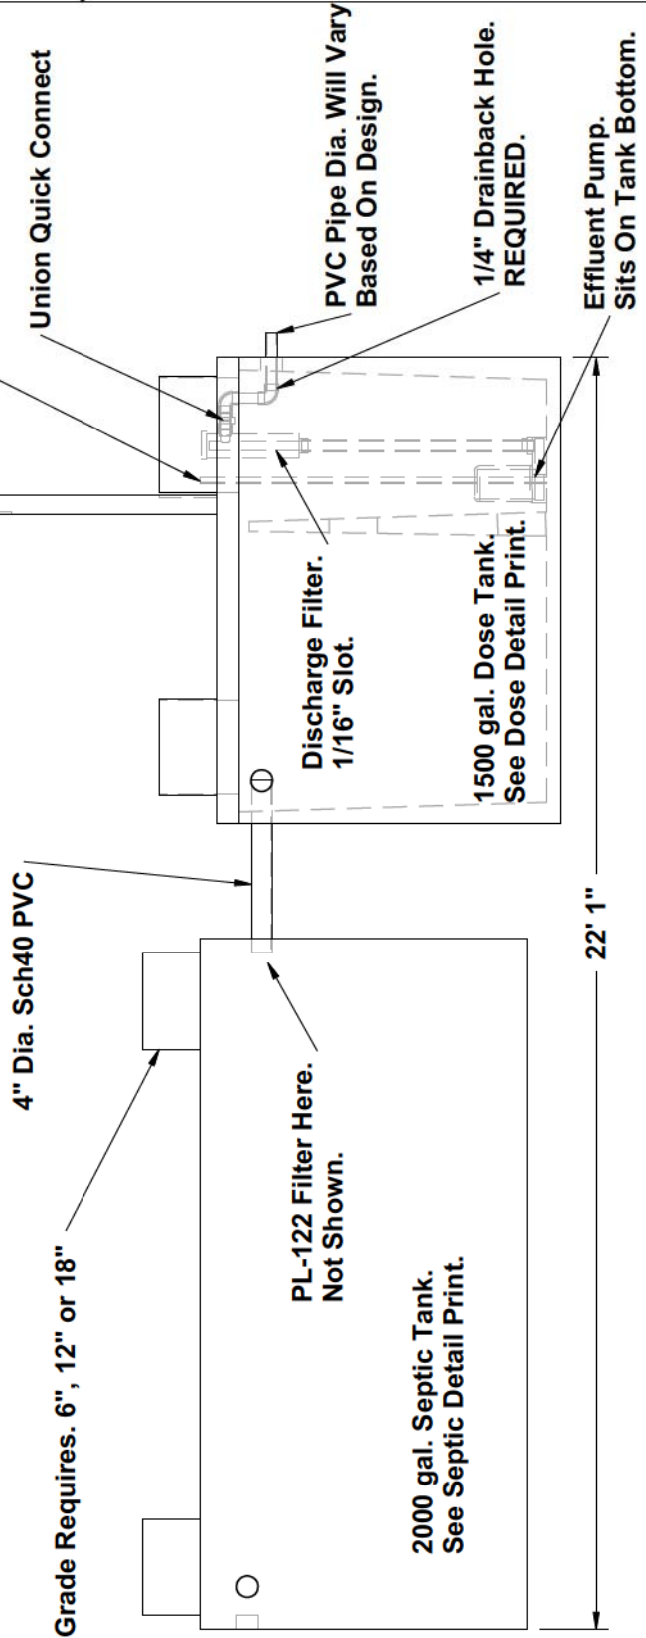 Grade Requires. 6", 12" or 18"
4" Dia. Sch40 PVC
Union Quick Connect
PVC Pipe Dia. Will Vary
Based On Design.
1/4" Drainback Hole.
REQUIRED.
Effluent Pump.
Sits On Tank Bottom.
PL-122 Filter Here.
Not Shown.
Discharge Filter.
1/16" Slot.
2000 gal. Septic Tank.
See Septic Detail Print.
1500 gal. Dose Tank.
See Dose Detail Print.
22' 1"